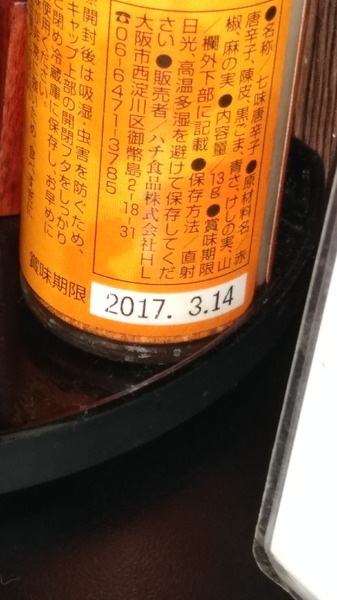 ●名称／七味唐辛子●原材料名／赤
唐辛子、陳皮、黒ごま、青さ、けしの実、山
椒、麻の実●内容量／13g●賞味期限
／欄外下部に記載●保存方法／直射
日光、高温多湿を避けて保存してくだ
さい●販売者／ハチ食品株式会社HL
大阪市西淀川区御幣島2-18-31
☎06-6471-3785
開封後は吸湿・虫害を防ぐため、
キャップ上部の開閉フタをしっかり
と閉め冷蔵庫に保存し、お早めに
使用ください。
賞味期限
2017. 3.14